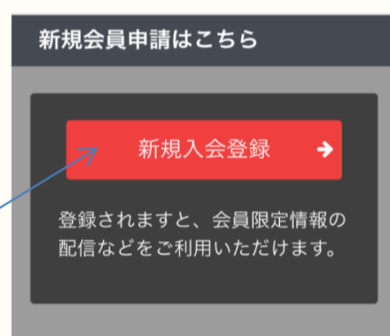 新規会員申請はこちら
新規入会登録
登録されますと、会員限定情報の
配信などをご利用いただけます。